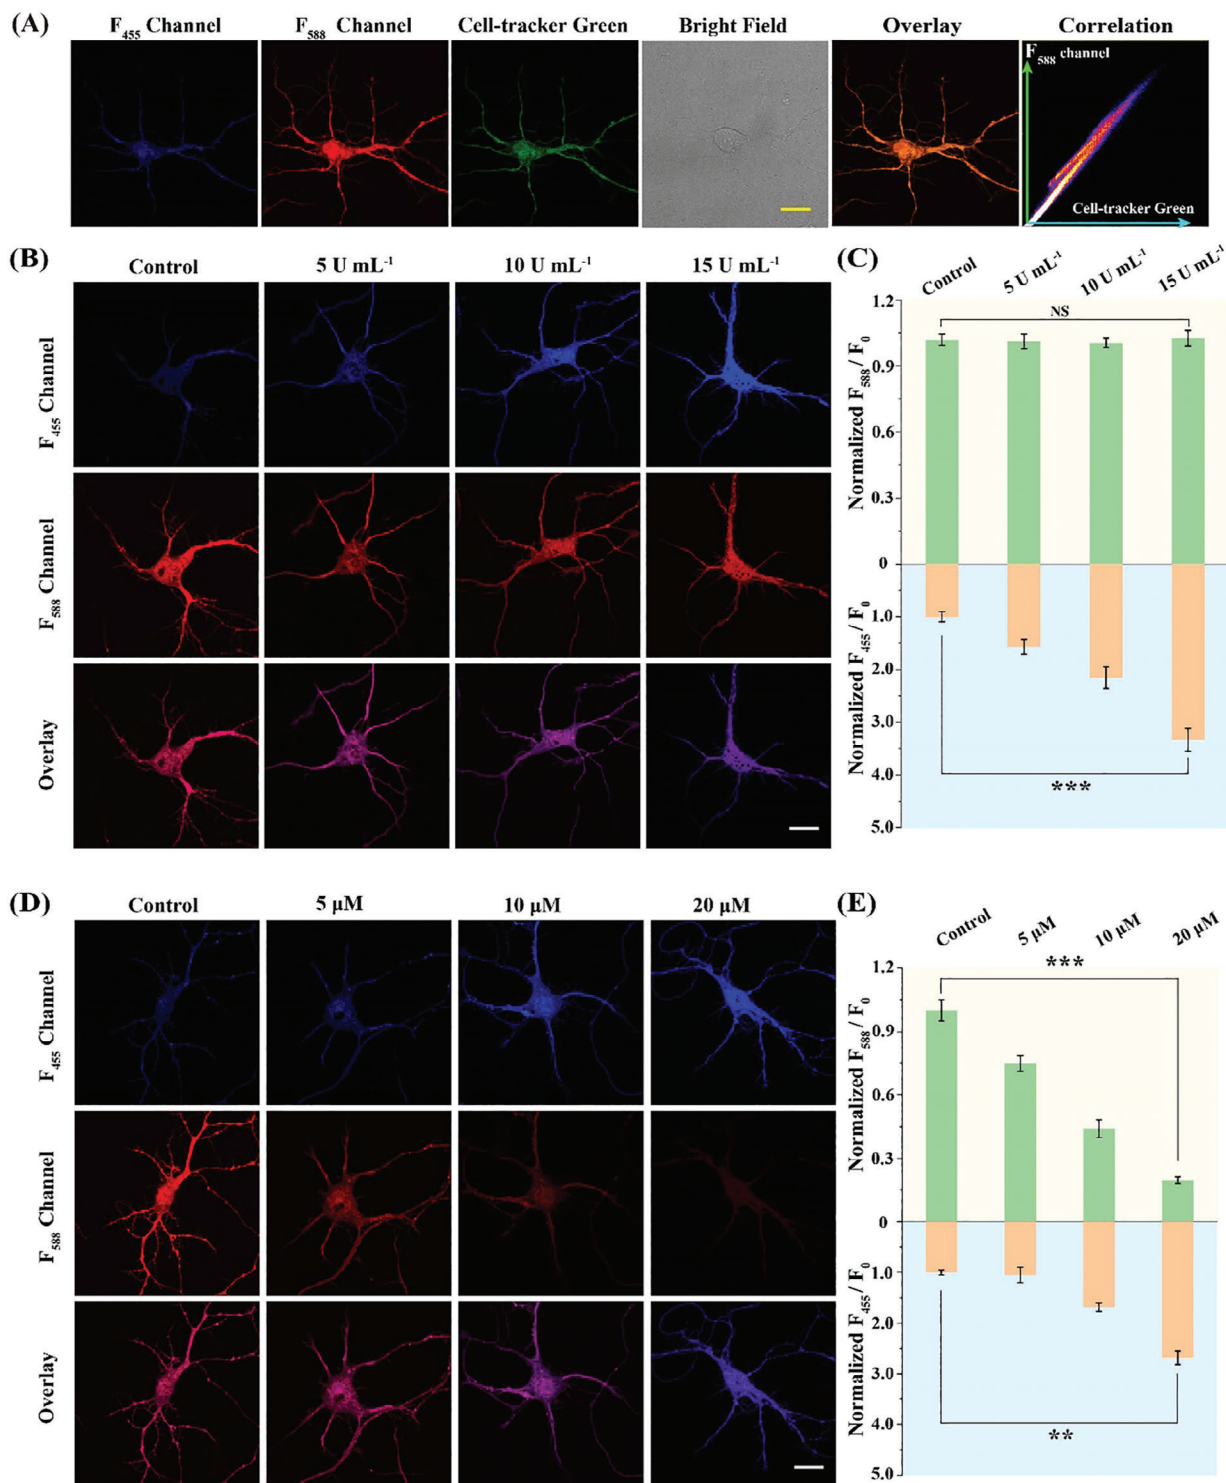 (A)
F455 Channel F588 Channel Cell-tracker Green Bright Field Overlay Correlation
F588 channel
Cell-tracker Green
(B)
Control 5 U mL-1 10 U mL-1 15 U mL-1
F455 Channel
F588 Channel
Overlay
(C)
Control 5 U mL-1 10 U mL-1 15 U mL-1
Normalized F588 / F0
1.2
0.9
0.6
0.3
0
NS
Normalized F455 / F0
1.0
2.0
3.0
4.0
5.0
***
(D)
Control 5 µM 10 µM 20 µM
F455 Channel
F588 Channel
Overlay
(E)
Control 5 µM 10 µM 20 µM
Normalized F588 / F0
1.2
0.9
0.6
0.3
0
***
Normalized F455 / F0
1.0
2.0
3.0
4.0
5.0
**